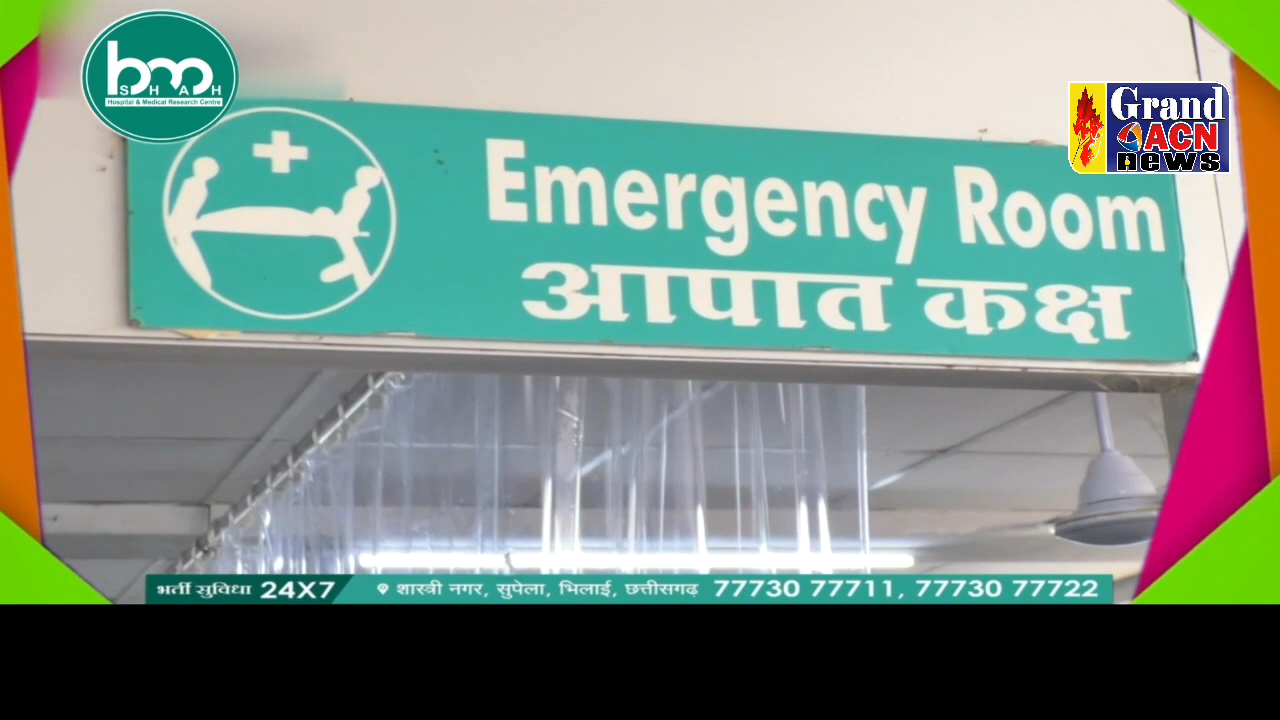 bm
SHAH
Hospital & Medical Research Centre
Grand
ACN
news
Emergency Room
आपात कक्ष
भर्ती सुविधा 24X7
शास्त्री नगर, सुपेला, भिलाई, छत्तीसगढ़ 77730 77711, 77730 77722